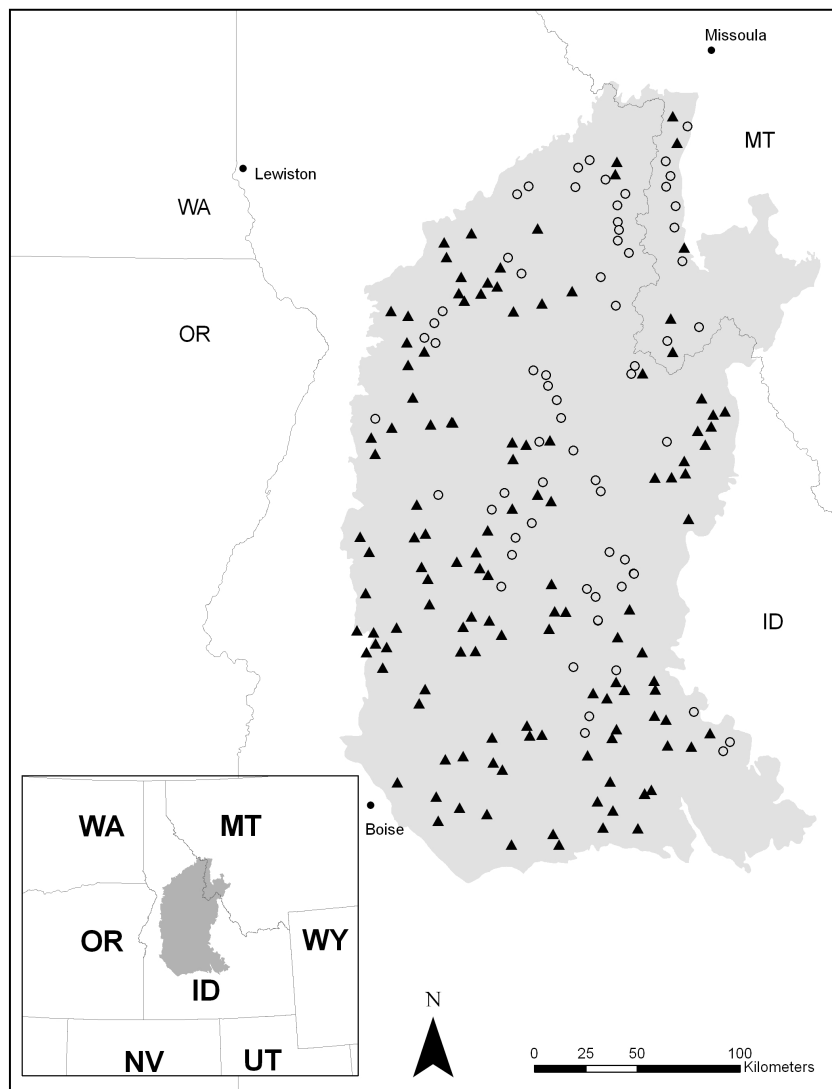 Missoula
MT
Lewiston
WA
OR
ID
Boise
WA MT
OR WY
ID
NV UT
N
0 25 50 100
Kilometers